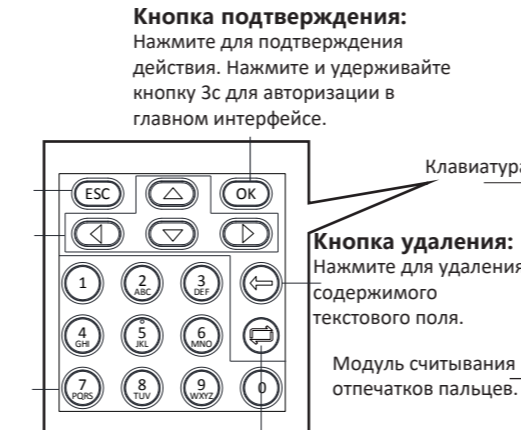 Кнопка подтверждения:
Нажмите для подтверждения
действия. Нажмите и удерживайте
кнопку 3с для авторизации в
главном интерфейсе.
Клавиатура
ESC
OK
Кнопка удаления:
Нажмите для удаления
содержимого
текстового поля.
1
2
ABC
3
DEF
4
GHI
5
JKL
6
MNO
7
PQRS
8
TUV
9
WXYZ
0
Модуль считывания
отпечатков пальцев.